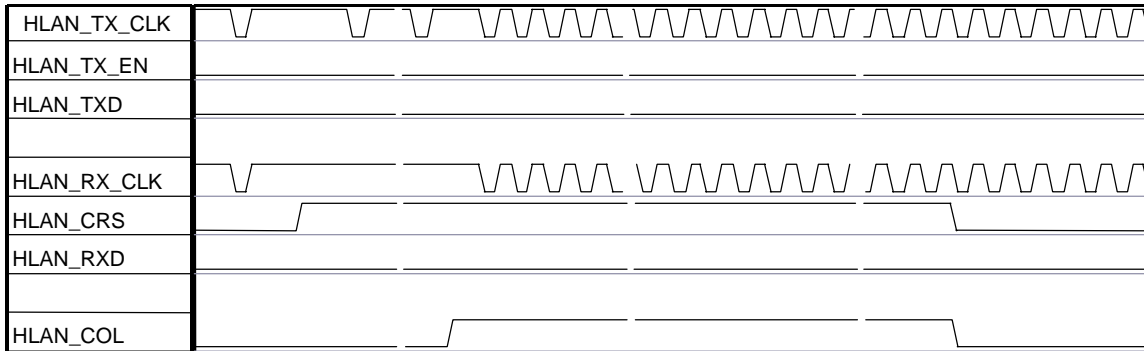 HLAN_TX_CLK
HLAN_TX_EN
HLAN_TXD
HLAN_RX_CLK
HLAN_CRS
HLAN_RXD
HLAN_COL